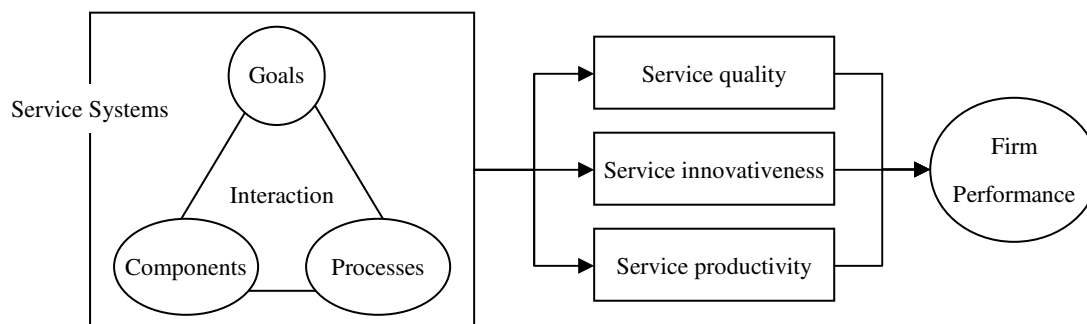 Service Systems
Goals
Interaction
Components
Processes
Service quality
Service innovativeness
Service productivity
Firm
Performance